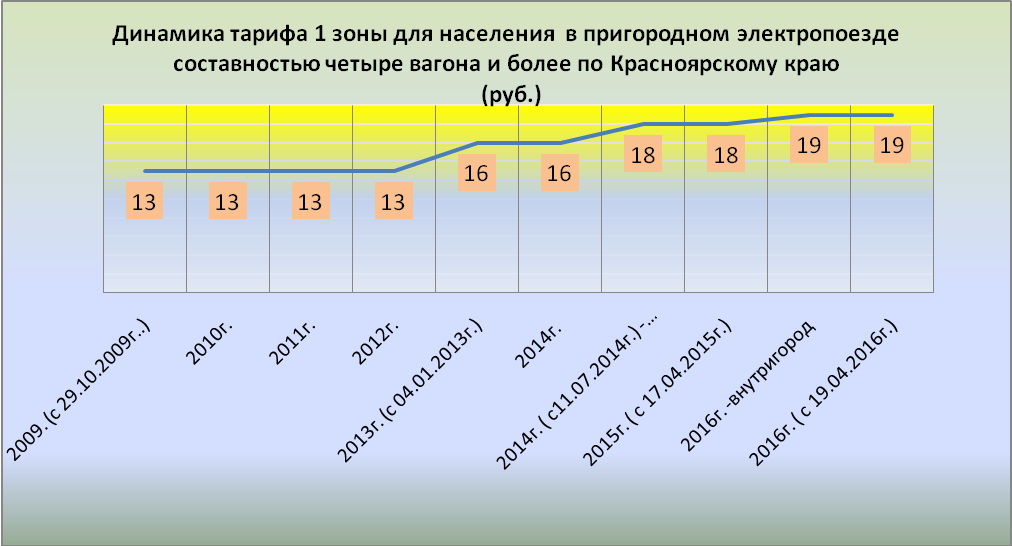 Динамика тарифа 1 зоны для населения в пригородном электропоезде
составностью четыре вагона и более по Красноярскому краю
(руб.)
13
13
13
13
16
16
18
18
19
19
2009. (с 29.10.2009г..)
2010г.
2011г.
2012г.
2013г. (с 04.01.2013г.)
2014г.
2014г. ( с11.07.2014г.) -...
2015г. ( с 17.04.2015г.)
2016г. -внутригород
2016г. ( с 19.04.2016г.)